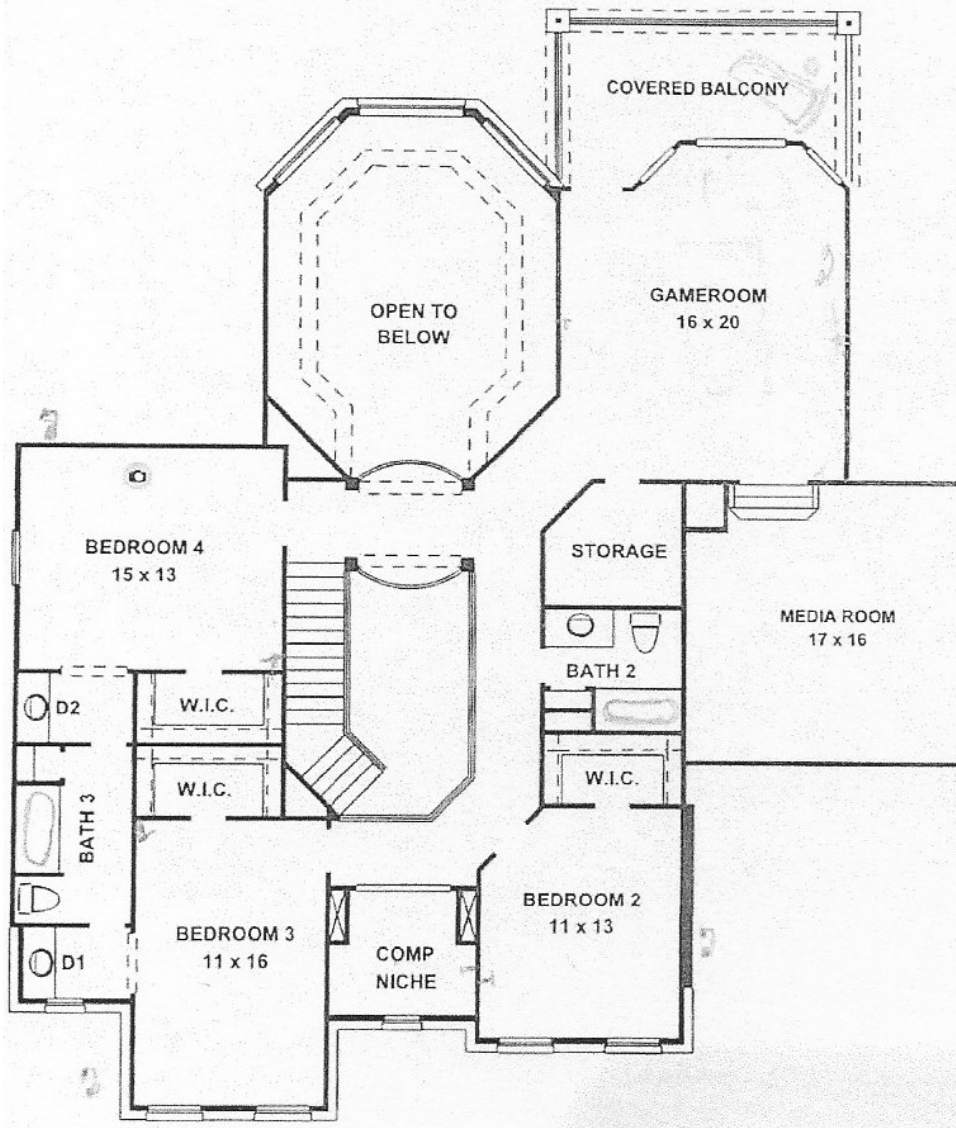 COVERED BALCONY
GAMEROOM
16 x 20
OPEN TO
BELOW
BEDROOM 4
15 x 13
STORAGE
MEDIA ROOM
17 x 16
BATH 2
D2
W.I.C.
W.I.C.
W.I.C.
BATH 3
BEDROOM 2
11 x 13
BEDROOM 3
11 x 16
COMP
NICHE
D1